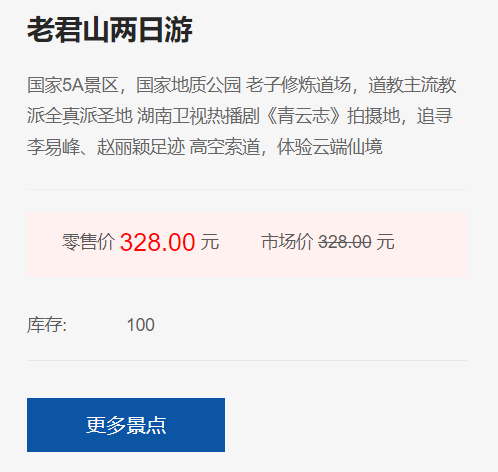 老君山两日游
国家5A景区，国家地质公园 老子修炼道场，道教主流教
派全真派圣地 湖南卫视热播剧《青云志》拍摄地，追寻
李易峰、赵丽颖足迹 高空索道，体验云端仙境
零售价 328.00 元 市场价 328.00 元
库存: 100
更多景点